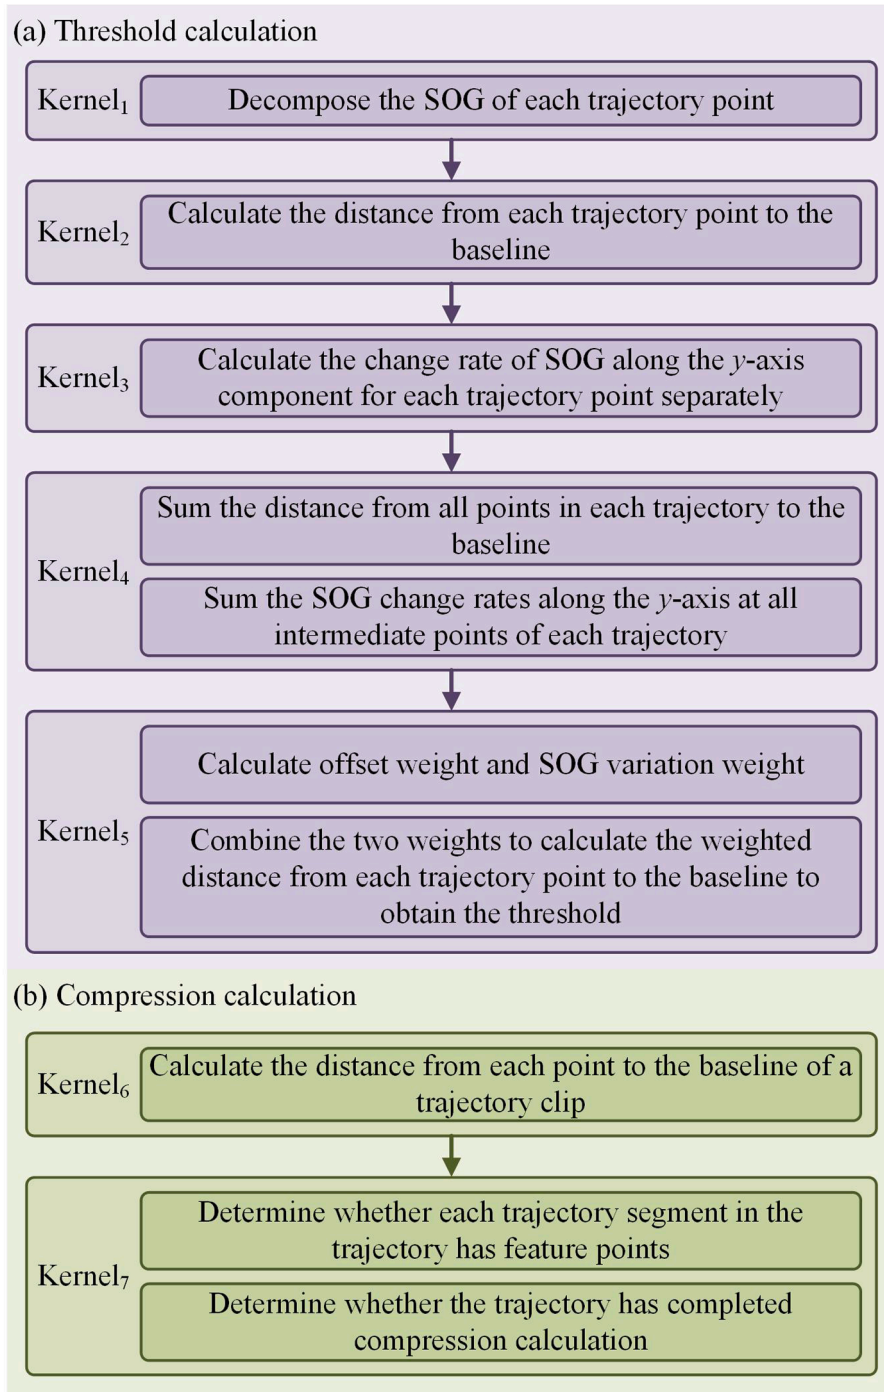 (a) Threshold calculation
Kernel₁
Decompose the SOG of each trajectory point
Kernel₂
Calculate the distance from each trajectory point to the
baseline
Kernel₃
Calculate the change rate of SOG along the y-axis
component for each trajectory point separately
Kernel₄
Sum the distance from all points in each trajectory to the
baseline
Sum the SOG change rates along the y-axis at all
intermediate points of each trajectory
Kernel₅
Calculate offset weight and SOG variation weight
Combine the two weights to calculate the weighted
distance from each trajectory point to the baseline to
obtain the threshold
(b) Compression calculation
Kernel₆
Calculate the distance from each point to the baseline of a
trajectory clip
Kernel₇
Determine whether each trajectory segment in the
trajectory has feature points
Determine whether the trajectory has completed
compression calculation